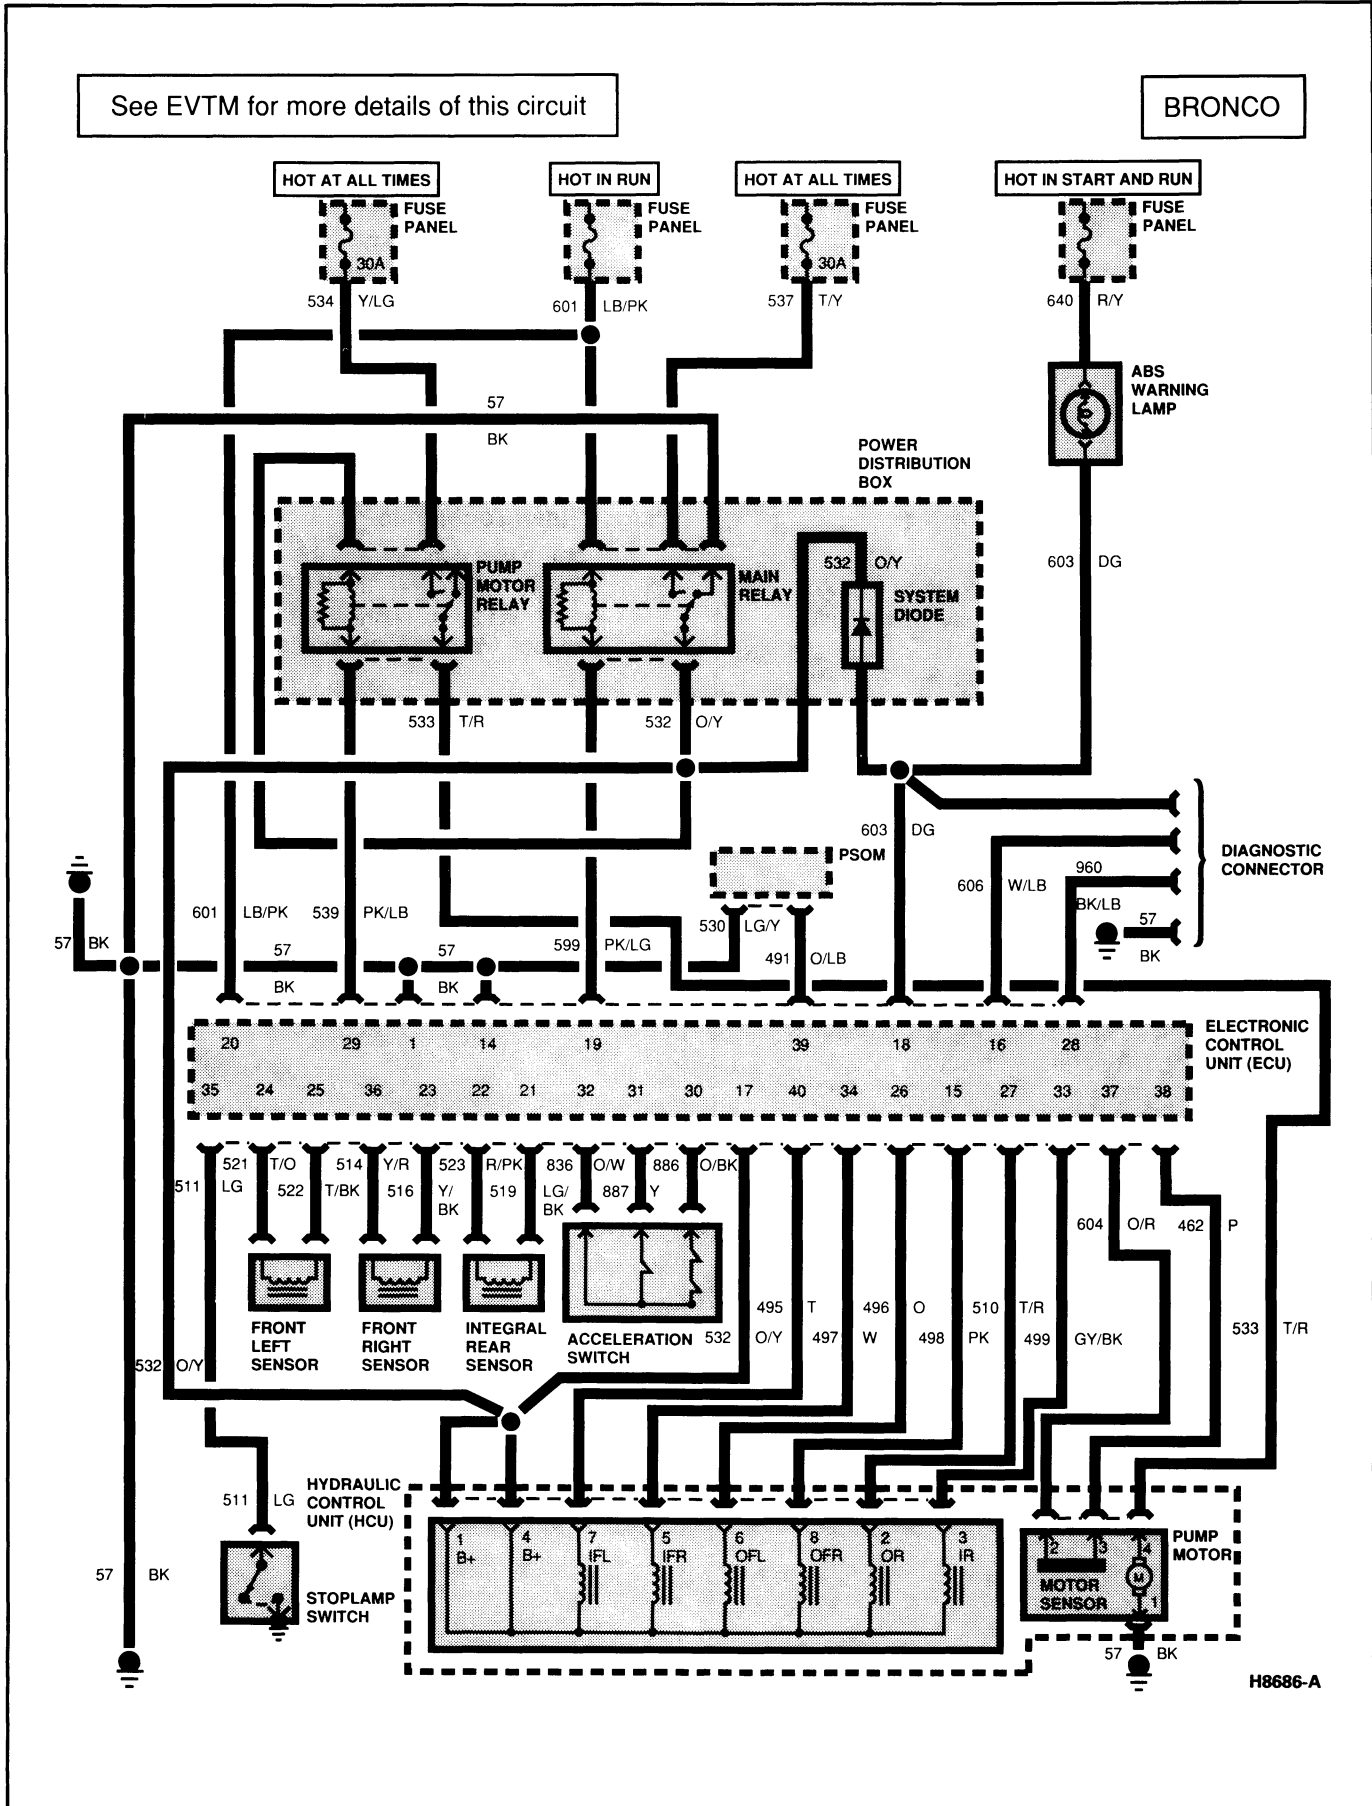 See EVTM for more details of this circuit
BRONCO
HOT AT ALL TIMES
HOT IN RUN
HOT AT ALL TIMES
HOT IN START AND RUN
FUSE
PANEL
30A
FUSE
PANEL
FUSE
PANEL
30A
FUSE
PANEL
534 Y/LG
601 LB/PK
537 T/Y
640 R/Y
ABS
WARNING
LAMP
57
BK
POWER
DISTRIBUTION
BOX
PUMP
MOTOR
RELAY
MAIN
RELAY
532 O/Y
SYSTEM
DIODE
603 DG
533 T/R
532 O/Y
603 DG
PSOM
DIAGNOSTIC
CONNECTOR
606 W/LB
960
BK/LB
57
BK
601 LB/PK
539 PK/LB
530 LG/Y
57 BK
57
BK
57
BK
599 PK/LG
491 O/LB
ELECTRONIC
CONTROL
UNIT (ECU)
20 29 1 14 19 39 18 16 28
35 24 25 36 23 22 21 32 31 30 17 40 34 26 15 27 33 37 38
511 LG
521 T/O
522 T/BK
514 Y/R
516 Y/
BK
523 R/PK
519 LG/
BK
836 O/W
887 Y
886 O/BK
604 O/R
462 P
495 T
496 O
510 T/R
532 O/Y
497 W
498 PK
499 GY/BK
533 T/R
FRONT
LEFT
SENSOR
FRONT
RIGHT
SENSOR
INTEGRAL
REAR
SENSOR
ACCELERATION
SWITCH
532 O/Y
HYDRAULIC
CONTROL
UNIT (HCU)
511 LG
1
B+
4
B+
7
IFL
5
IFR
6
OFL
8
OFR
2
OR
3
IR
2 3 4
MOTOR
SENSOR
M
1
PUMP
MOTOR
57 BK
STOPLAMP
SWITCH
57 BK
H8686-A